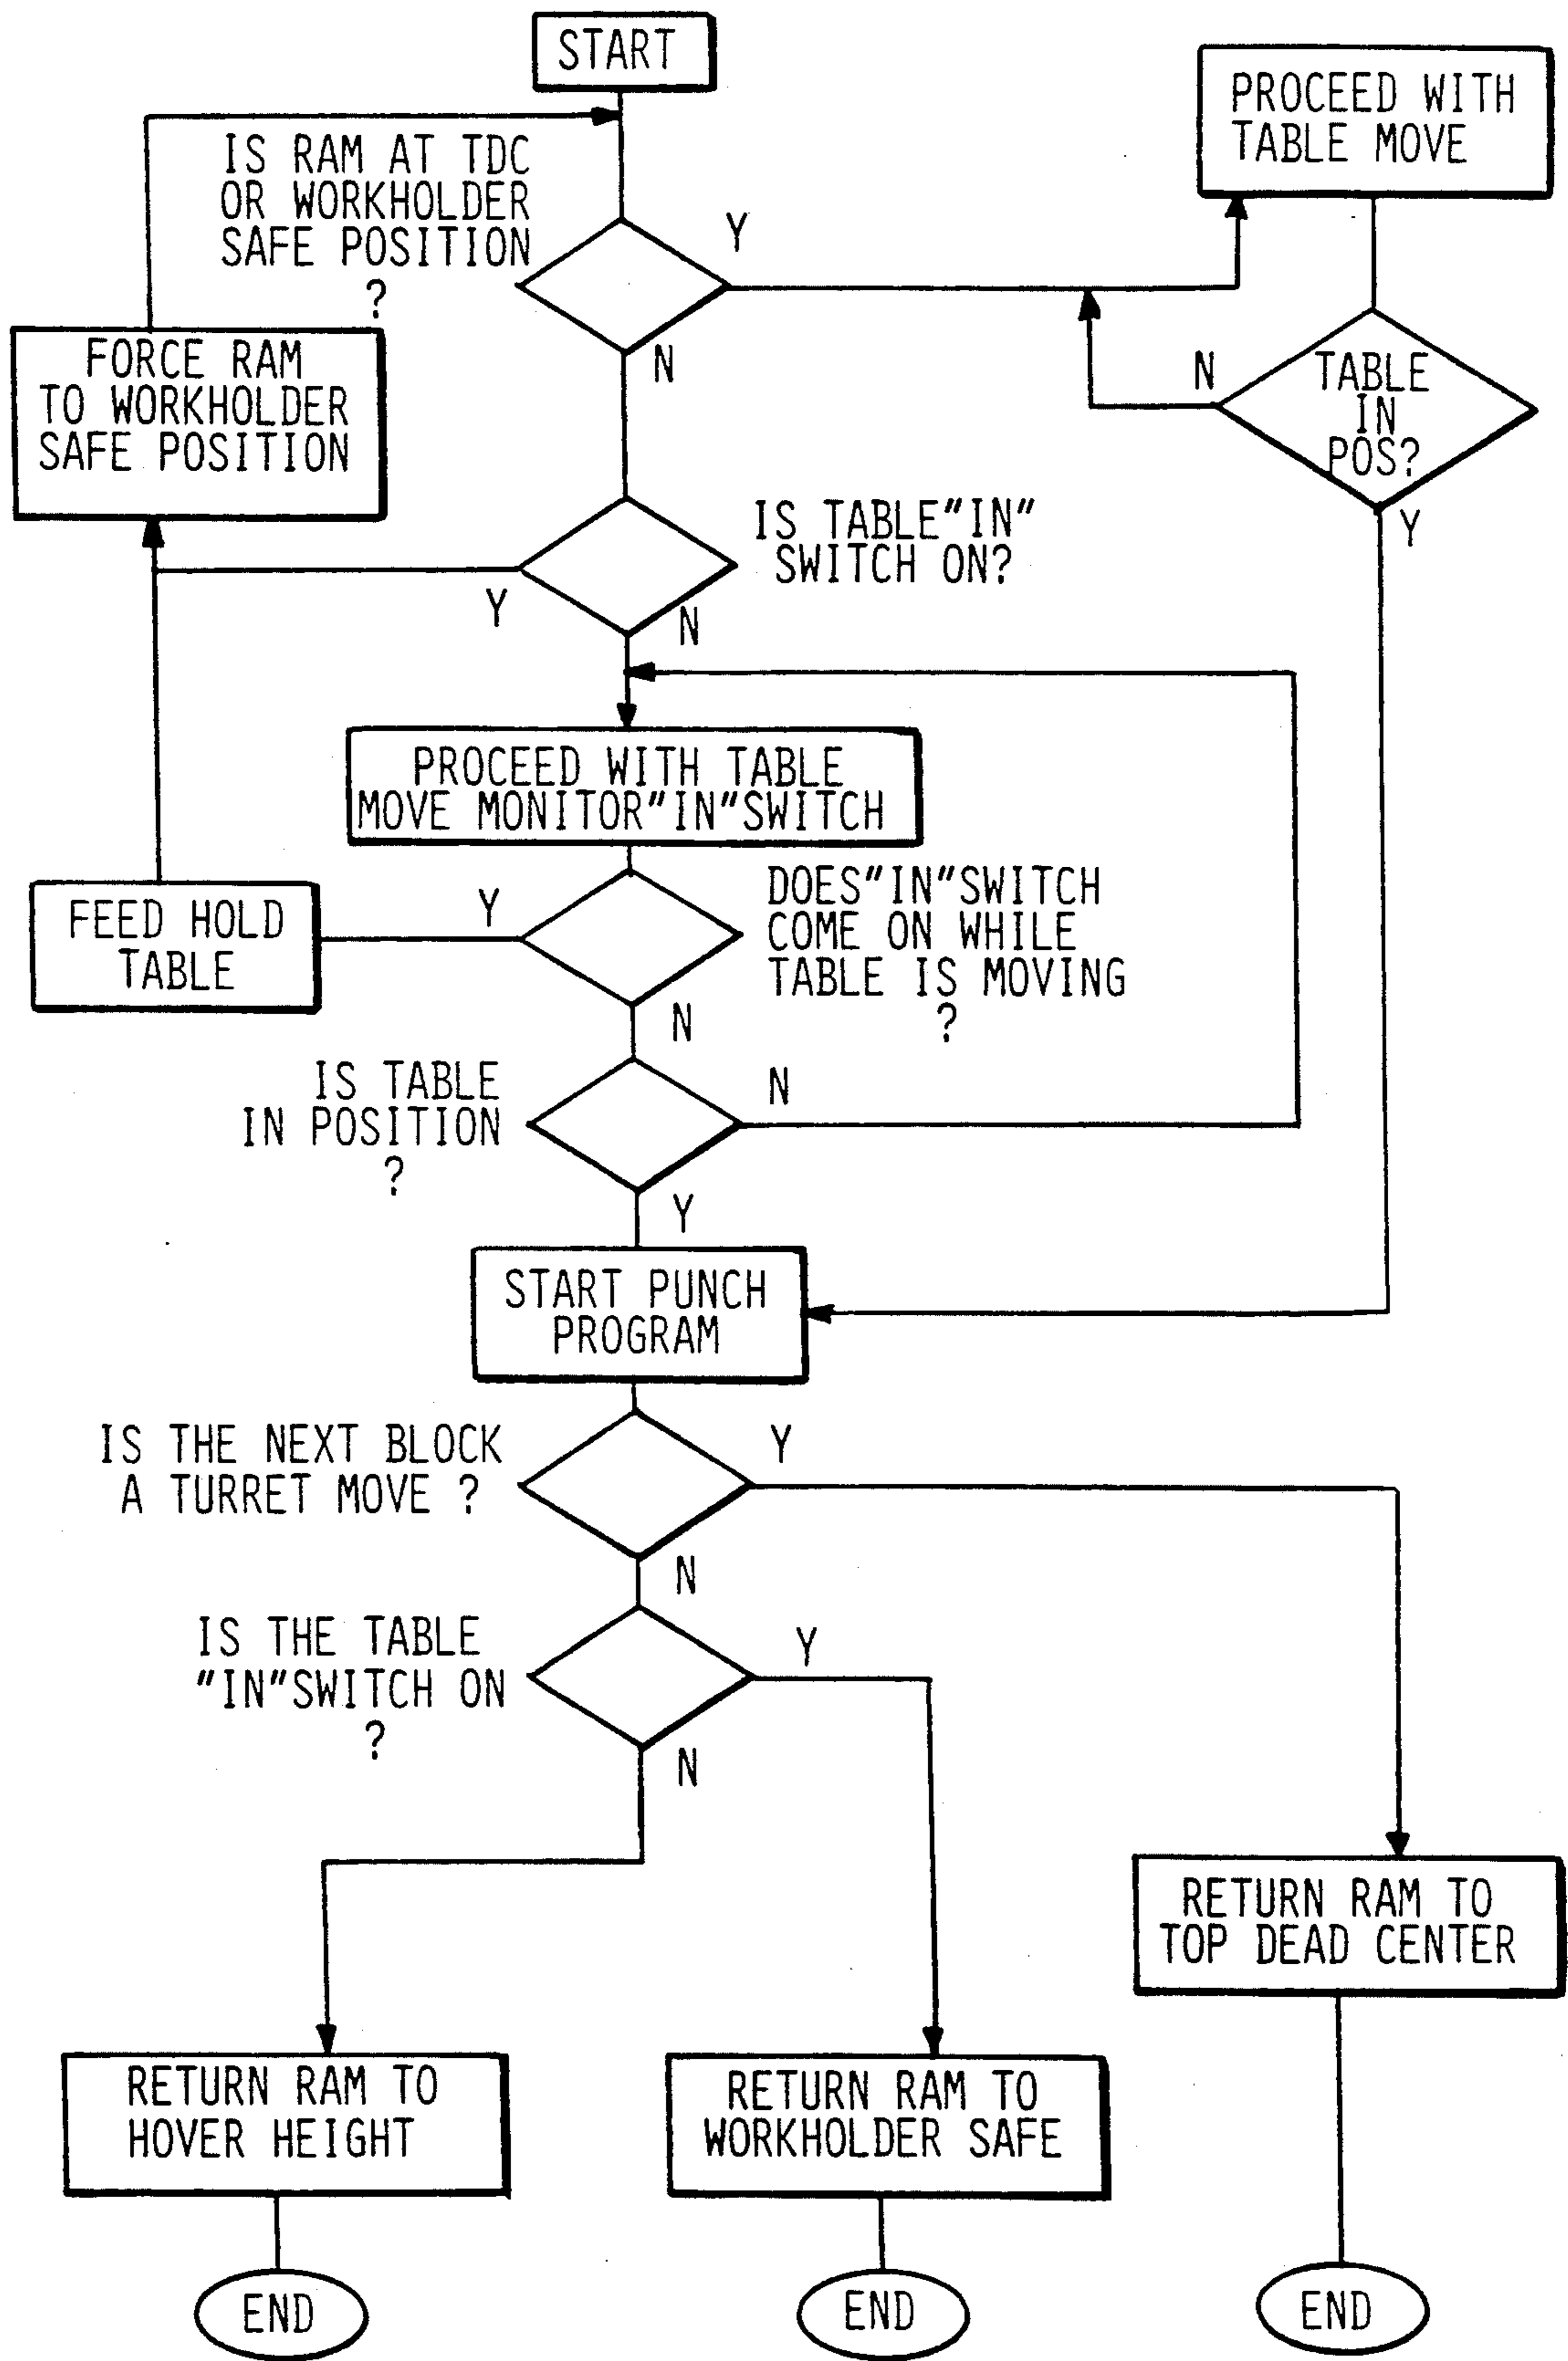 START
PROCEED WITH
TABLE MOVE
IS RAM AT TDC
OR WORKHOLDER
SAFE POSITION
?
Y
N
FORCE RAM
TO WORKHOLDER
SAFE POSITION
N
TABLE
IN
POS?
Y
IS TABLE"IN"
SWITCH ON?
Y
N
PROCEED WITH TABLE
MOVE MONITOR"IN"SWITCH
FEED HOLD
TABLE
Y
DOES"IN"SWITCH
COME ON WHILE
TABLE IS MOVING
?
N
IS TABLE
IN POSITION
?
N
Y
START PUNCH
PROGRAM
IS THE NEXT BLOCK
A TURRET MOVE ?
Y
N
IS THE TABLE
"IN"SWITCH ON
?
Y
N
RETURN RAM TO
TOP DEAD CENTER
RETURN RAM TO
HOVER HEIGHT
RETURN RAM TO
WORKHOLDER SAFE
END
END
END